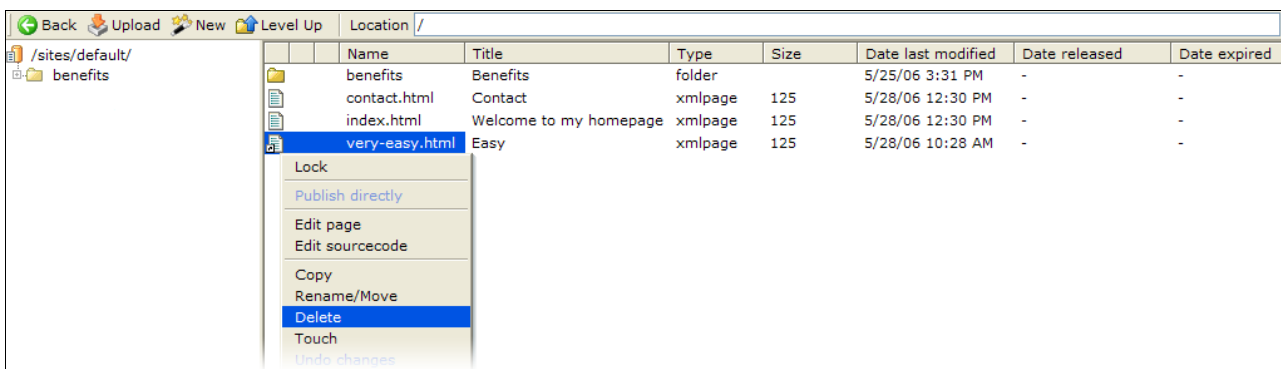 Back Upload New Level Up Location /
/sites/default/
benefits
Name Title Type Size Date last modified Date released Date expired
benefits Benefits folder 5/25/06 3:31 PM - -
contact.html Contact xmlpage 125 5/28/06 12:30 PM - -
index.html Welcome to my homepage xmlpage 125 5/28/06 12:30 PM - -
very-easy.html Easy xmlpage 125 5/28/06 10:28 AM - -
Lock
Publish directly
Edit page
Edit sourcecode
Copy
Rename/Move
Delete
Touch
Undo changes